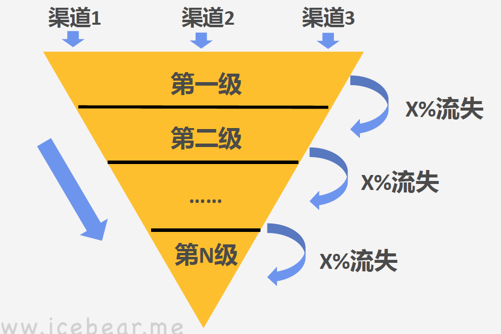 渠道1 渠道2 渠道3
第一级
X%流失
第二级
X%流失
......
第N级
X%流失
www.icebear.me